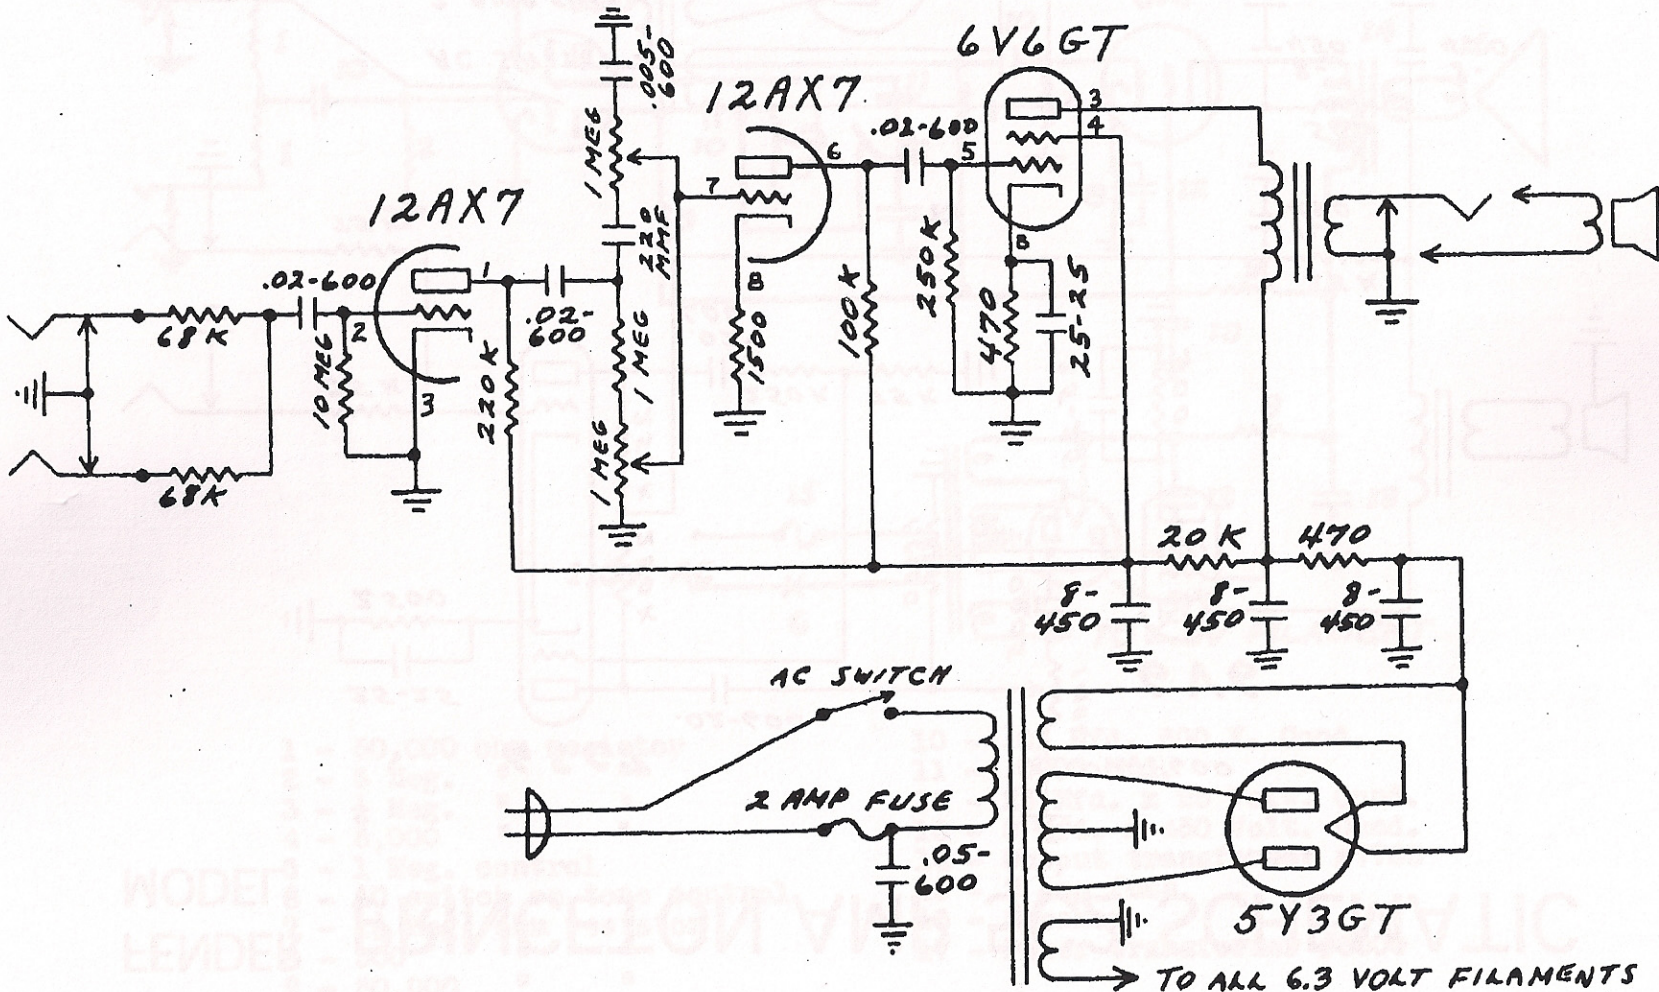 6V6GT
.005-
600
12AX7
3
4
1 MEG
.02-600
6
5
7
12AX7
220
MMF
8
250K
8
.02-600
1
.02-
600
2
68K
100K
1500
470
25-25
10 MEG
3
220K
1 MEG
1 MEG
68K
20K
470
8-
450
8-
450
8-
450
AC SWITCH
2 AMP FUSE
.05-
600
5Y3GT
TO ALL 6.3 VOLT FILAMENTS